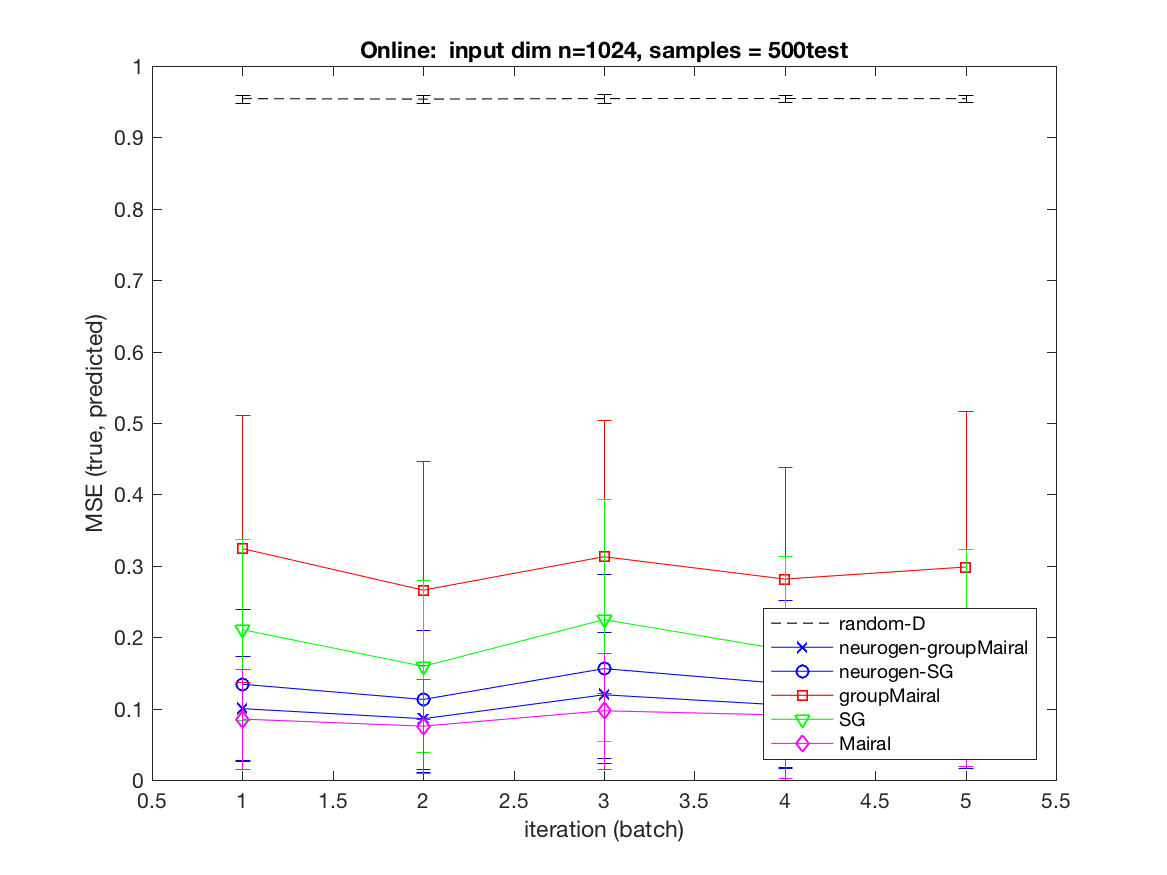 Online:  input dim n=1024, samples = 500test
MSE (true, predicted)
1
0.9
0.8
0.7
0.6
0.5
0.4
0.3
0.2
0.1
0
random-D
neurogen-groupMairal
neurogen-SG
groupMairal
SG
Mairal
0.5 1 1.5 2 2.5 3 3.5 4 4.5 5 5.5
iteration (batch)